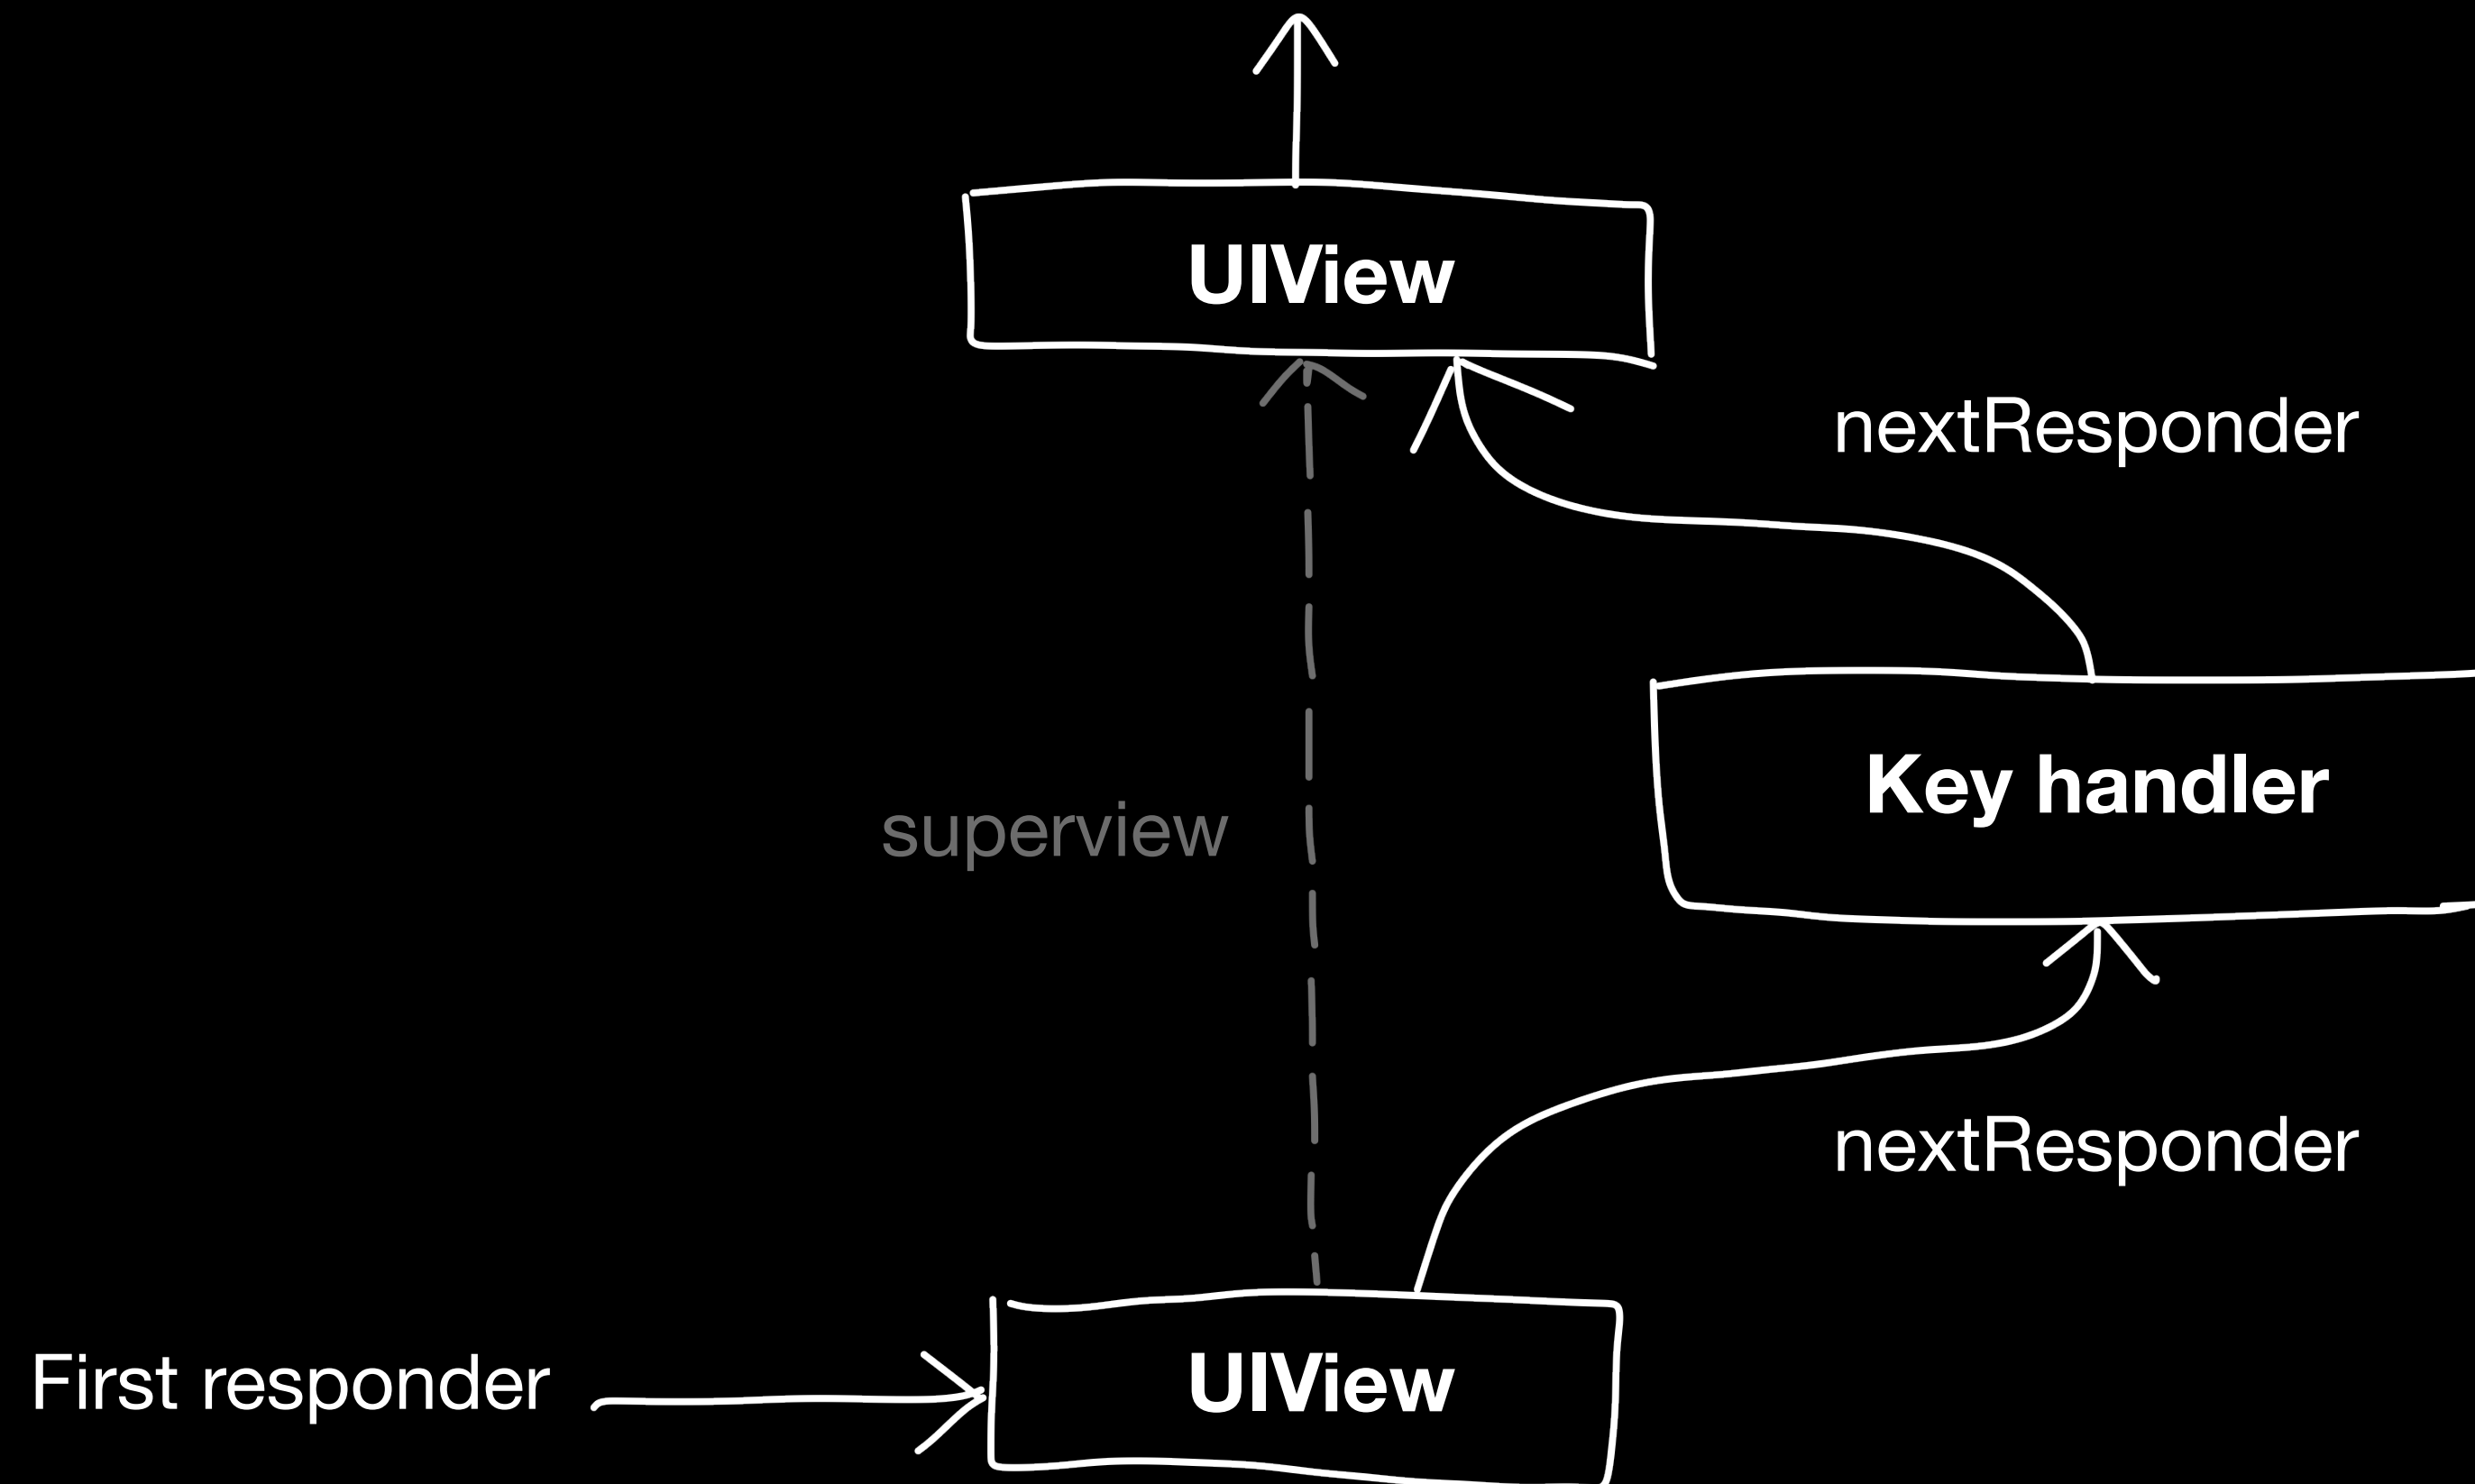 UIView
nextResponder
Key handler
superview
nextResponder
First responder
UIView